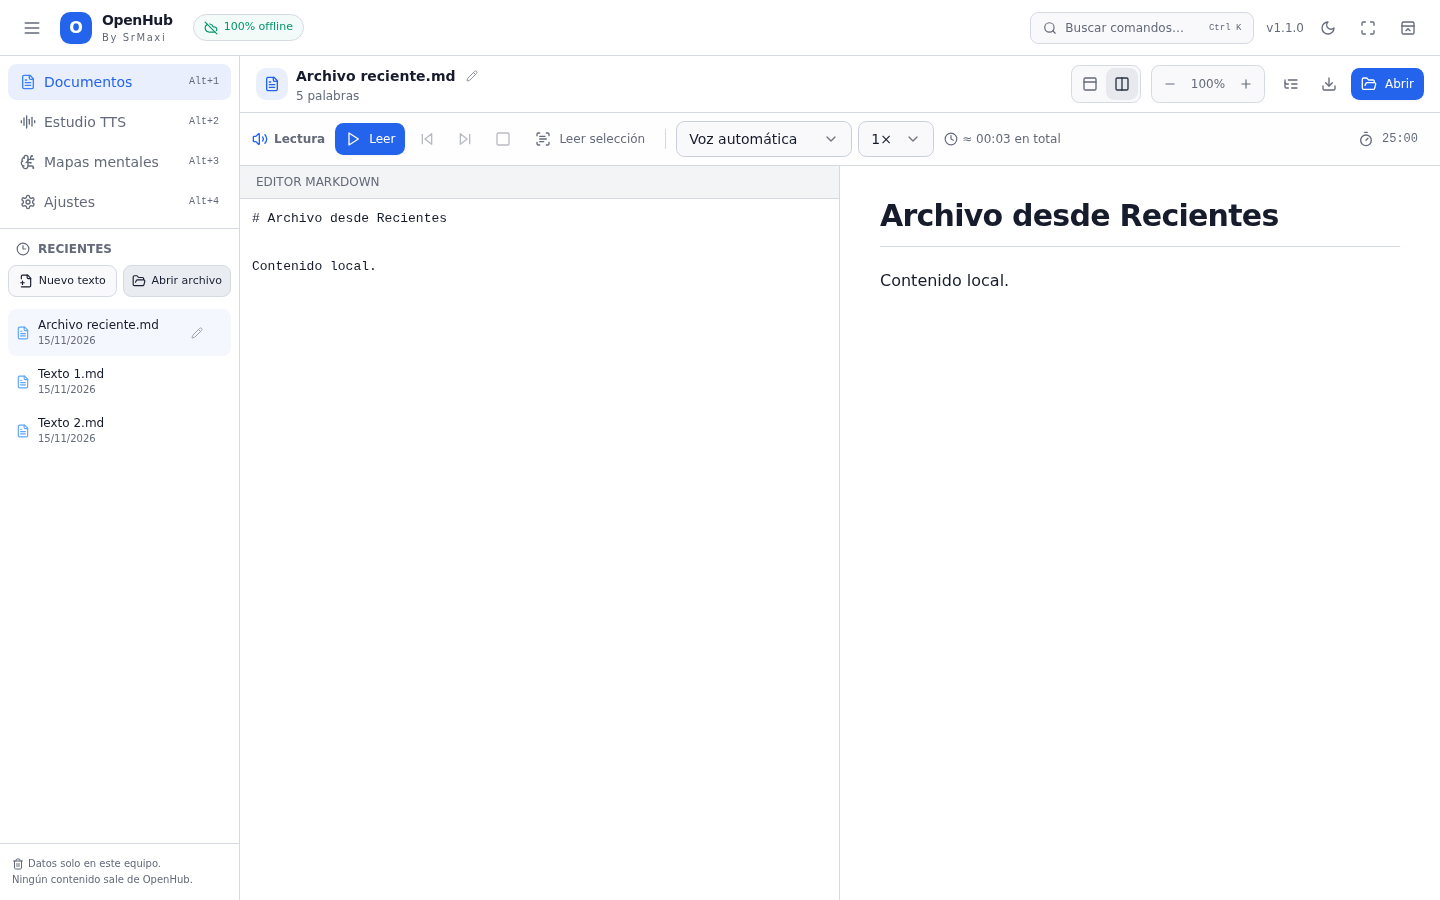 O
OpenHub
By SrMaxi
100% offline
Buscar comandos...
Ctrl K
v1.1.0
Documentos
Alt+1
Estudio TTS
Alt+2
Mapas mentales
Alt+3
Ajustes
Alt+4
RECIENTES
Nuevo texto
Abrir archivo
Archivo reciente.md
15/11/2026
Texto 1.md
15/11/2026
Texto 2.md
15/11/2026
Datos solo en este equipo.
Ningún contenido sale de OpenHub.
Archivo reciente.md
5 palabras
100%
Abrir
Lectura
Leer
Leer selección
Voz automática
1×
≈ 00:03 en total
25:00
EDITOR MARKDOWN
# Archivo desde Recientes
Contenido local.
Archivo desde Recientes
Contenido local.